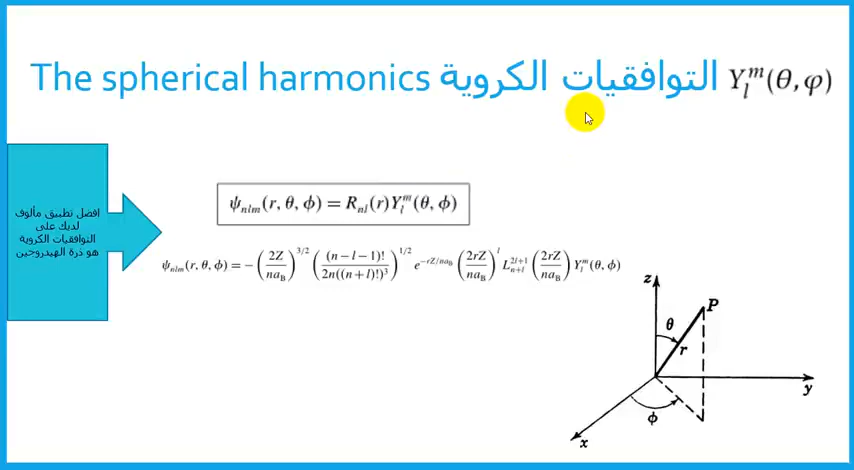 The spherical harmonics التوافقيات الكروية Y_l^m(θ, φ)
افضل تطبيق مألوف
لديك على
التوافقيات الكروية
هو ذرة الهيدروجين
ψ_nlm(r, θ, ϕ) = R_nl(r)Y_l^m(θ, ϕ)
ψ_nlm(r, θ, ϕ) = −(2Z/na_B)^3/2 ((n − l − 1)!/2n((n + l)!)^3)^1/2 e^−rZ/na_B (2rZ/na_B)^l L_n+l^2l+1 (2rZ/na_B) Y_l^m(θ, ϕ)
z
P
θ
r
y
ϕ
x